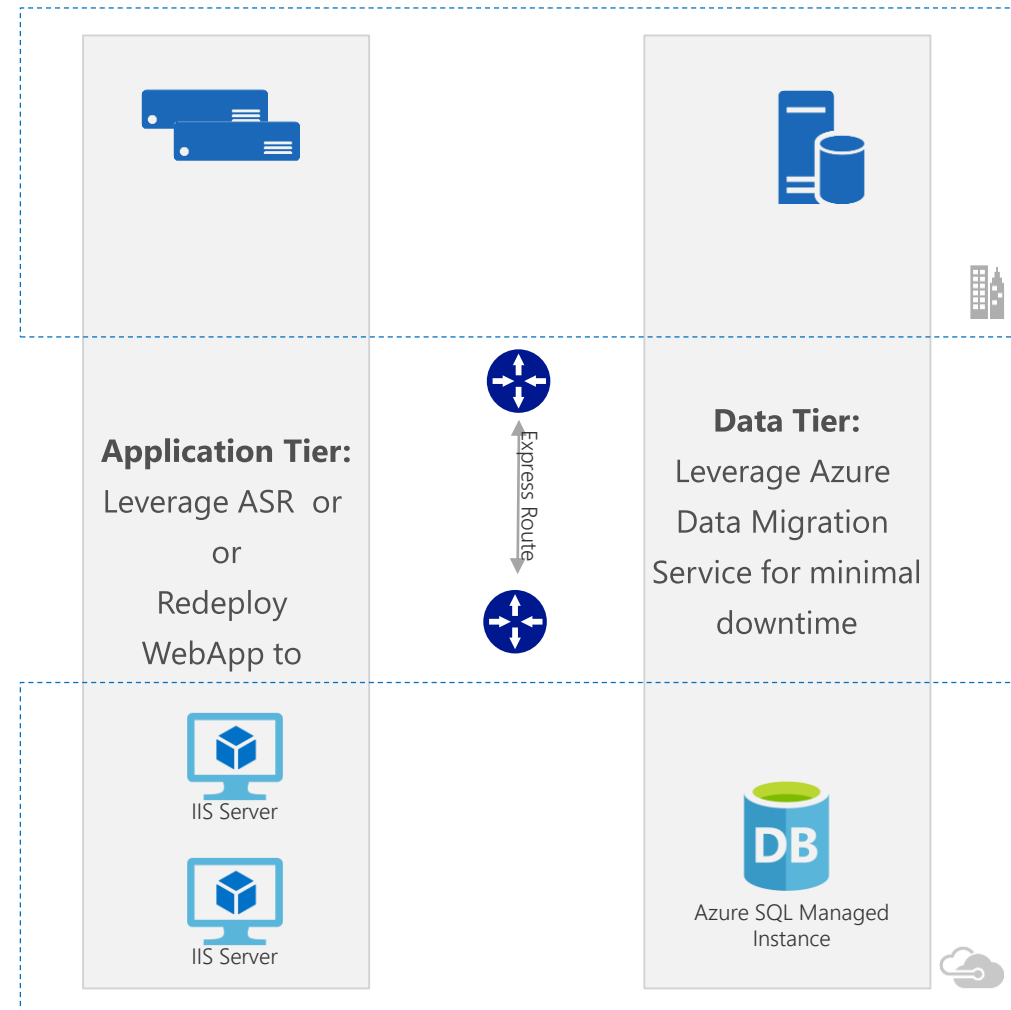 Application Tier:
Leverage ASR  or
or
Redeploy
WebApp to
Express Route
Data Tier:
Leverage Azure
Data Migration
Service for minimal
downtime
IIS Server
IIS Server
DB
Azure SQL Managed
Instance